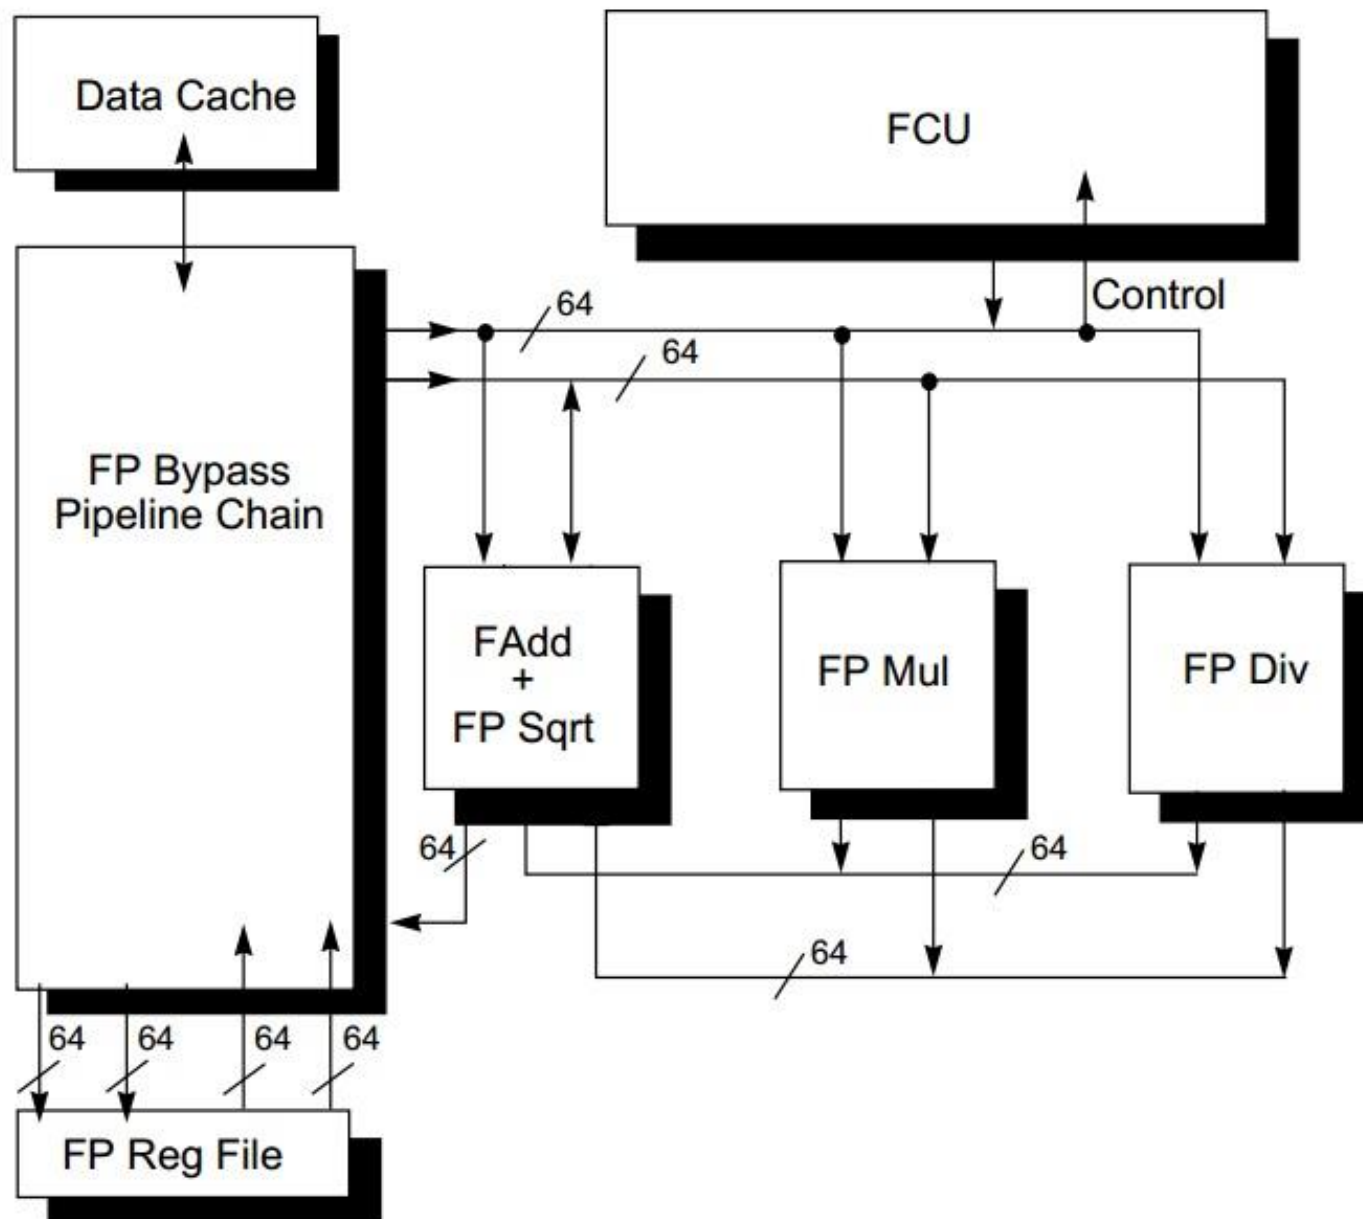 Data Cache
FCU
Control
64
64
FP Bypass
Pipeline Chain
FAdd
+
FP Sqrt
FP Mul
FP Div
64
64
64
64
64
64
64
FP Reg File